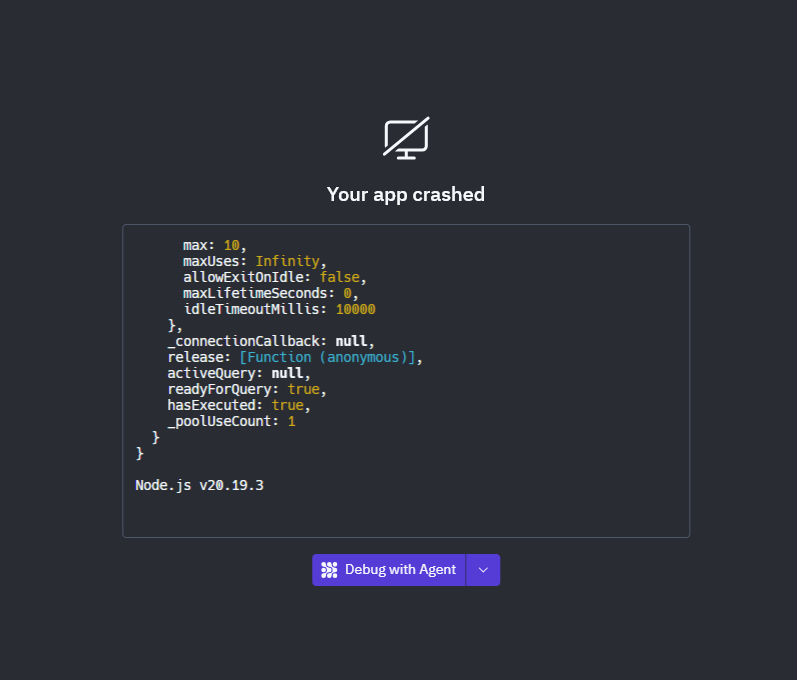 Your app crashed
max: 10,
maxUses: Infinity,
allowExitOnIdle: false,
maxLifetimeSeconds: 0,
idleTimeoutMillis: 10000
},
_connectionCallback: null,
release: [Function (anonymous)],
activeQuery: null,
readyForQuery: true,
hasExecuted: true,
_poolUseCount: 1
}
}
Node.js v20.19.3
Debug with Agent